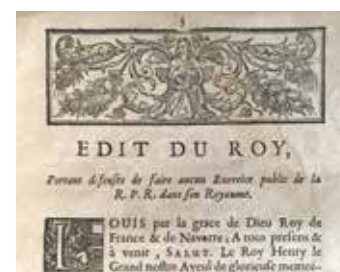 3
EDIT DU ROY,
Portant défenses de faire aucun Exercice public de la
R. P. R. dans son Royaume.
LOUIS par la grace de Dieu Roy de
France & de Navarre; A tous presens &
à venir, SALUT. Le Roy Henry le
Grand nostre Ayeul de glorieuse memoi-